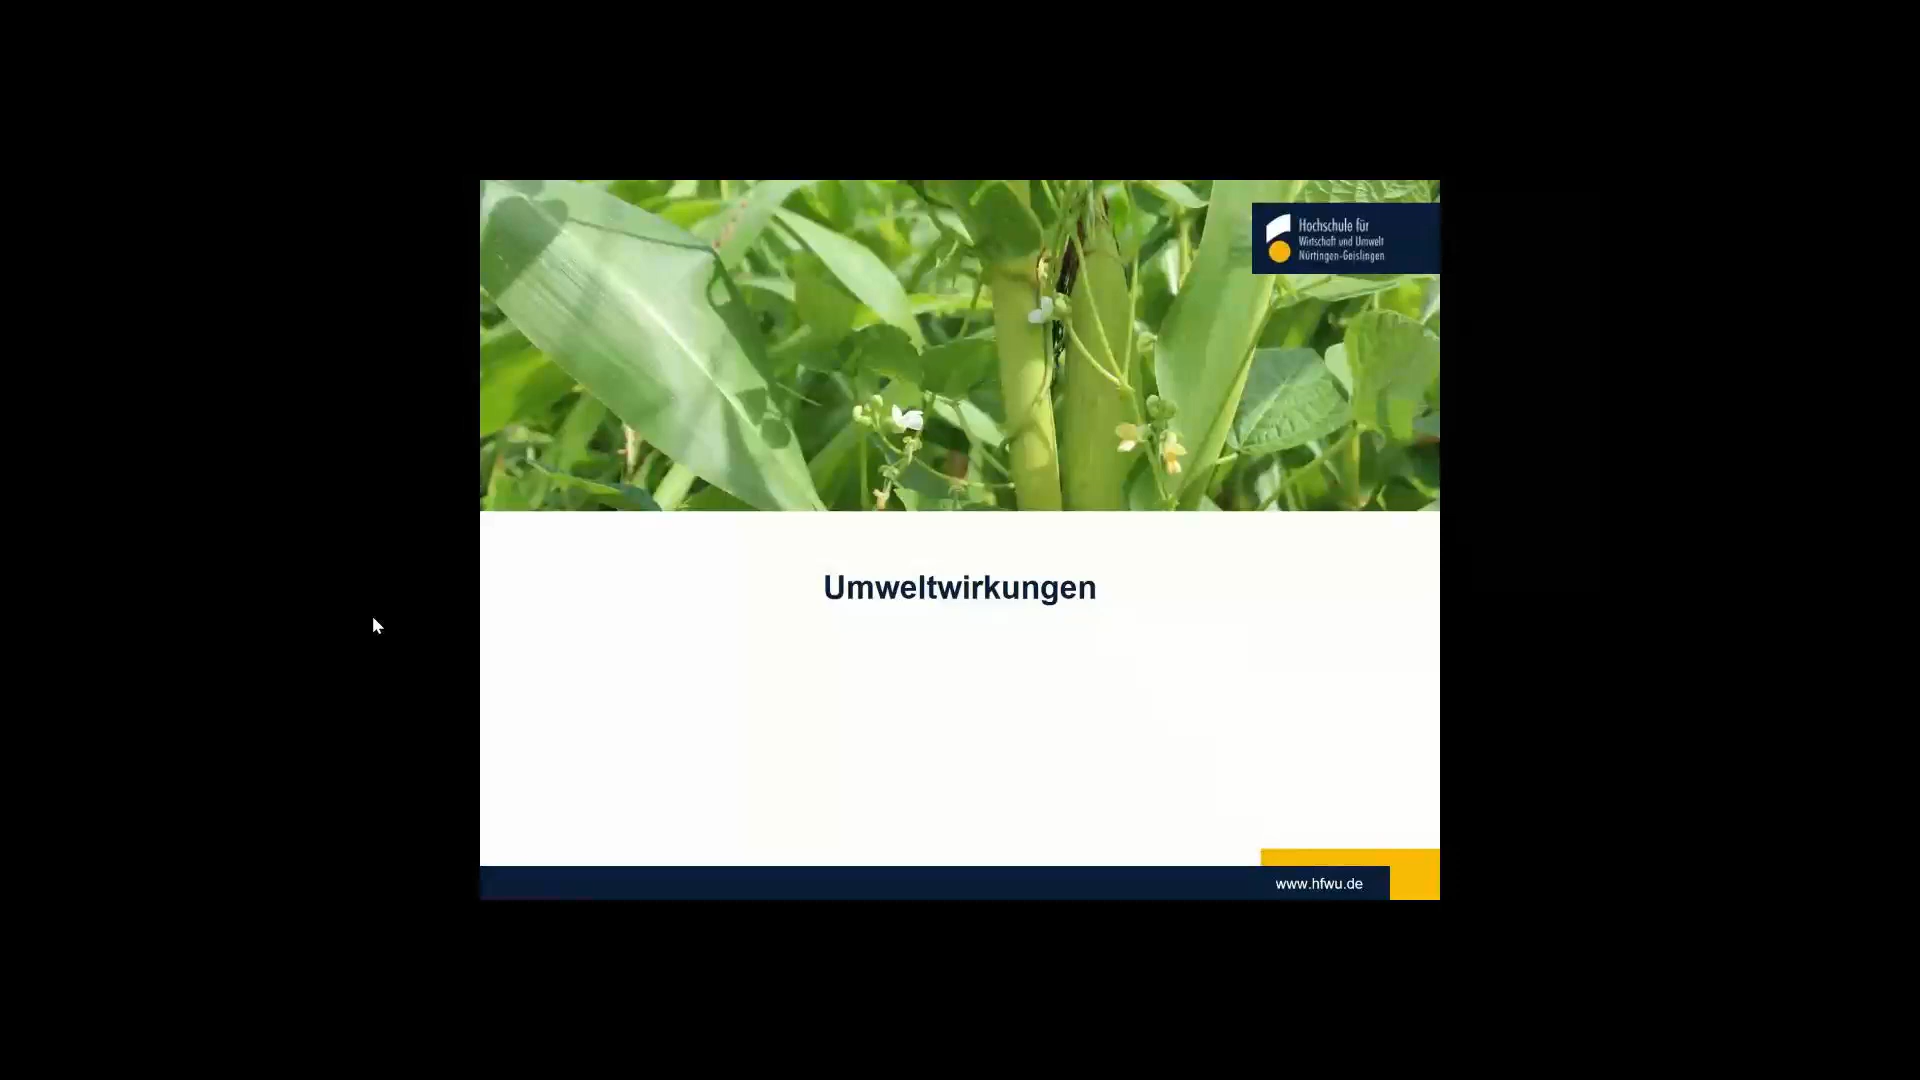 Hochschule für
Wirtschaft und Umwelt
Nürtingen-Geislingen
Umweltwirkungen
www.hfwu.de